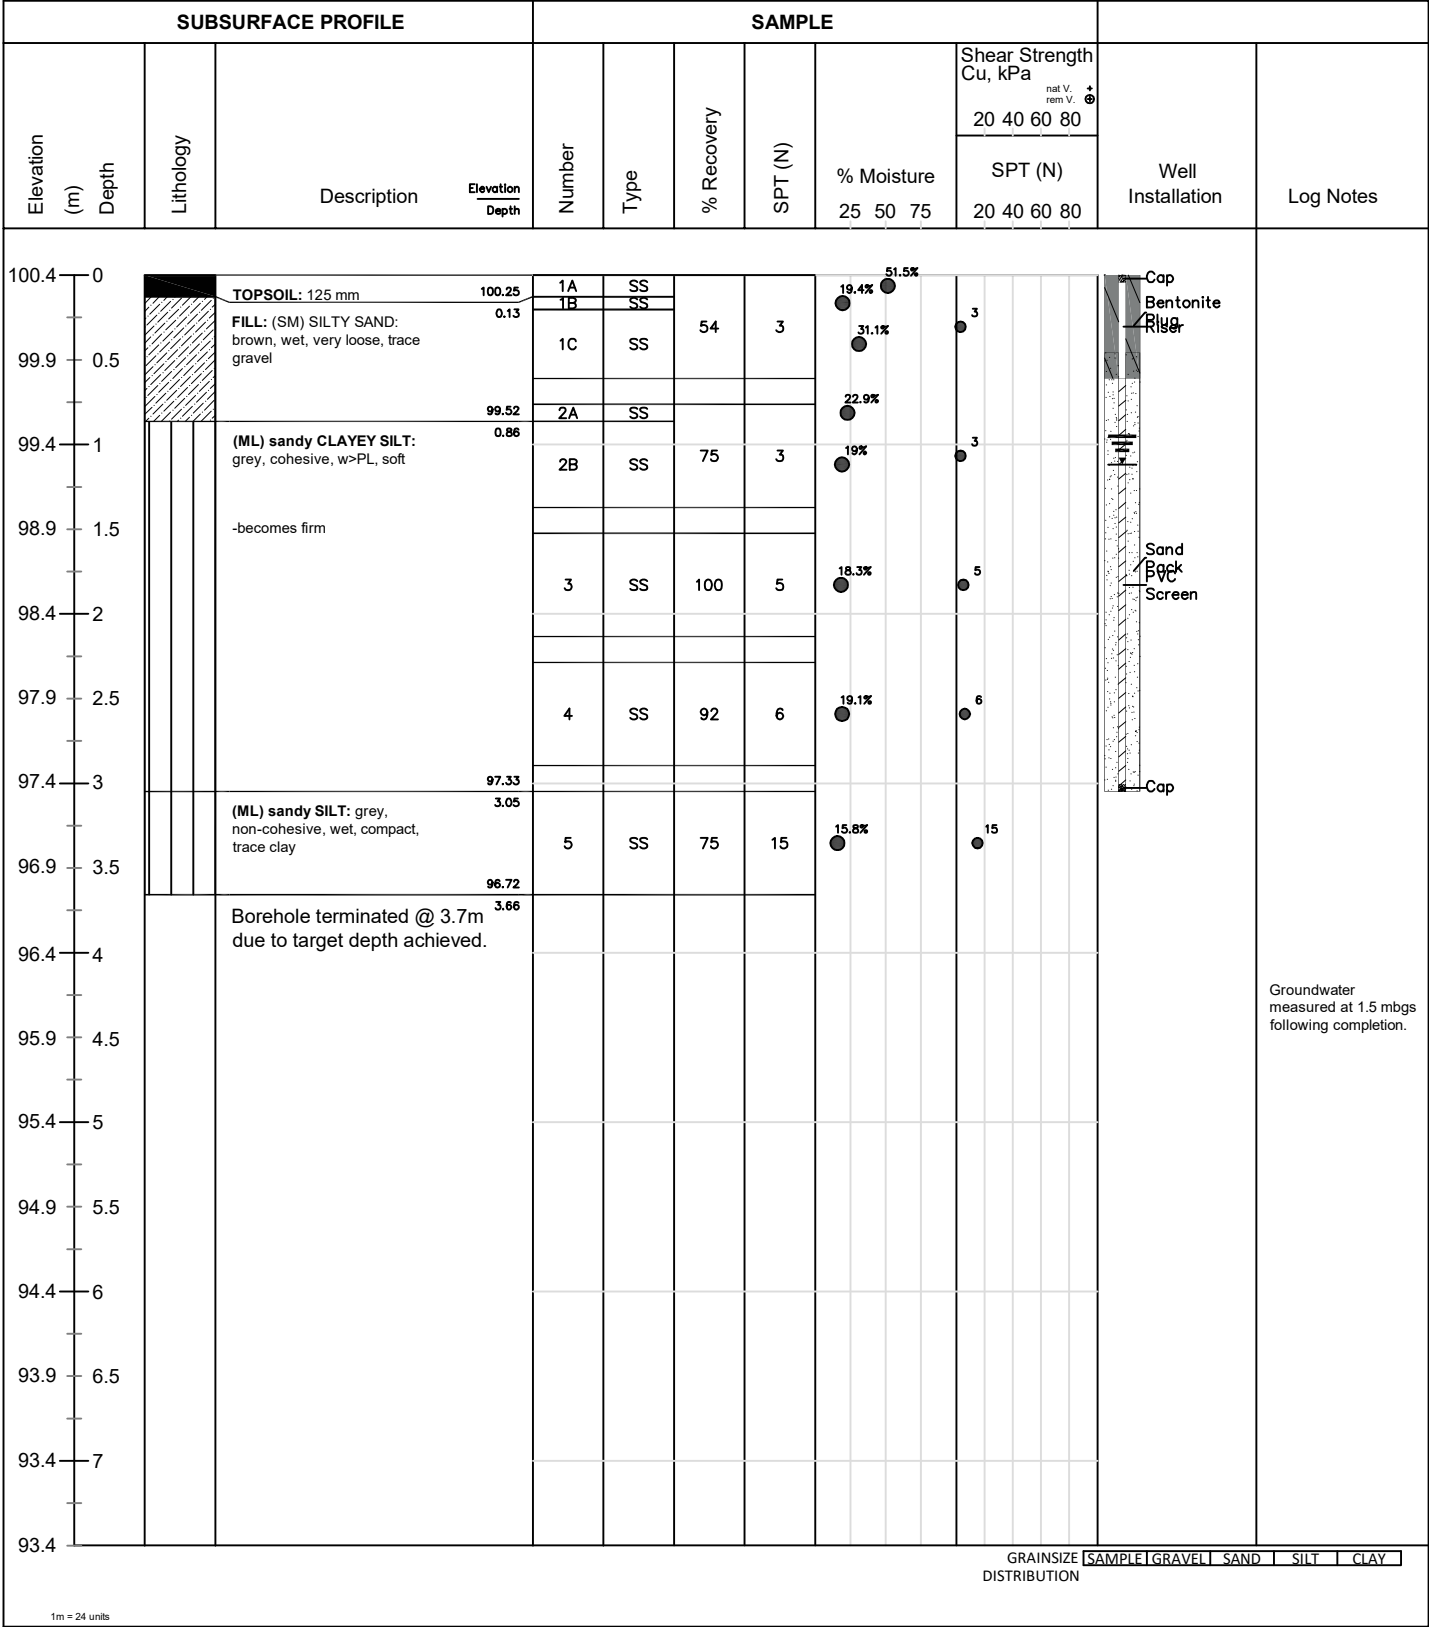 SUBSURFACE PROFILE
SAMPLE
Elevation
(m)
Depth
Lithology
Description
Elevation
Depth
Number
Type
% Recovery
SPT (N)
% Moisture
25 50 75
Shear Strength
Cu, kPa
nat V. +
rem V. ⊕
20 40 60 80
SPT (N)
20 40 60 80
Well
Installation
Log Notes
100.4 0
99.9 0.5
99.4 1
98.9 1.5
98.4 2
97.9 2.5
97.4 3
96.9 3.5
96.4 4
95.9 4.5
95.4 5
94.9 5.5
94.4 6
93.9 6.5
93.4 7
93.4
TOPSOIL: 125 mm
100.25
0.13
FILL: (SM) SILTY SAND:
brown, wet, very loose, trace
gravel
99.52
0.86
(ML) sandy CLAYEY SILT:
grey, cohesive, w>PL, soft
-becomes firm
97.33
3.05
(ML) sandy SILT: grey,
non-cohesive, wet, compact,
trace clay
96.72
3.66
Borehole terminated @ 3.7m
due to target depth achieved.
1A SS
1B SS
1C SS
54 3
2A SS
2B SS
75 3
3 SS 100 5
4 SS 92 6
5 SS 75 15
51.5%
19.4%
31.1%
22.9%
19%
18.3%
19.1%
15.8%
3
3
5
6
15
Cap
Bentonite
Plug
Riser
Sand
Pack
PVC
Screen
Cap
Groundwater
measured at 1.5 mbgs
following completion.
GRAINSIZE
DISTRIBUTION
SAMPLE GRAVEL SAND SILT CLAY
1m = 24 units